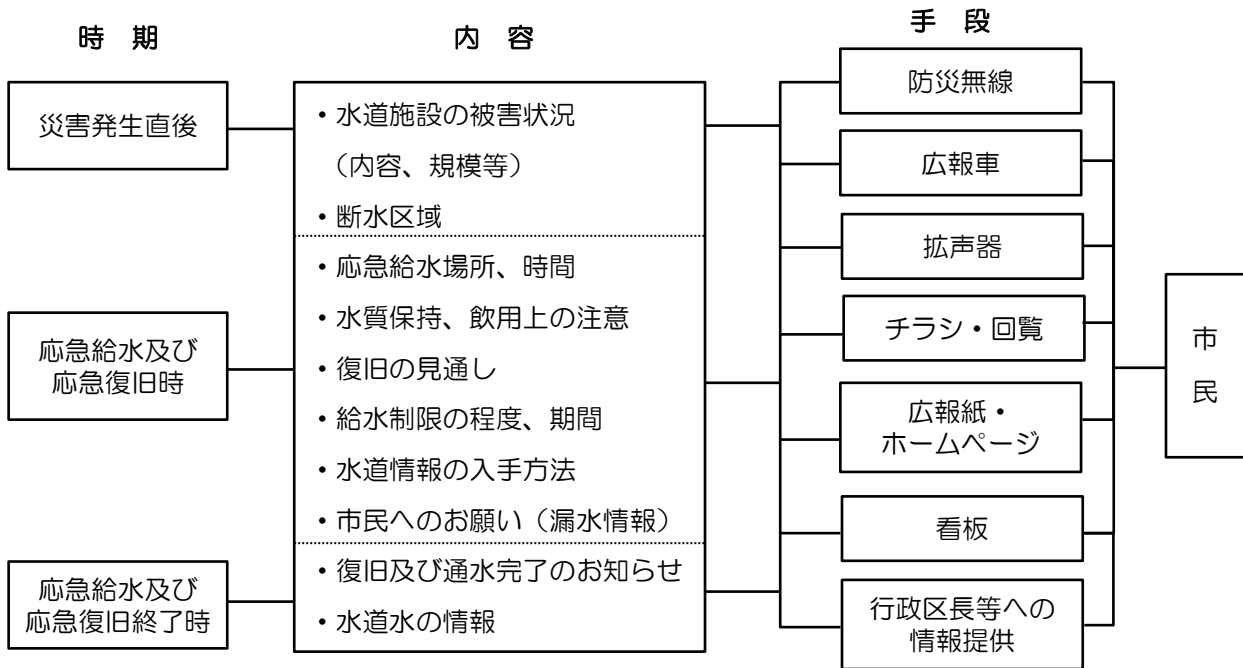 時　期
内　容
手　段
災害発生直後
応急給水及び
応急復旧時
応急給水及び
応急復旧終了時
・水道施設の被害状況
（内容、規模等）
・断水区域
・応急給水場所、時間
・水質保持、飲用上の注意
・復旧の見通し
・給水制限の程度、期間
・水道情報の入手方法
・市民へのお願い（漏水情報）
・復旧及び通水完了のお知らせ
・水道水の情報
防災無線
広報車
拡声器
チラシ・回覧
広報紙・
ホームページ
看板
行政区長等への
情報提供
市
民